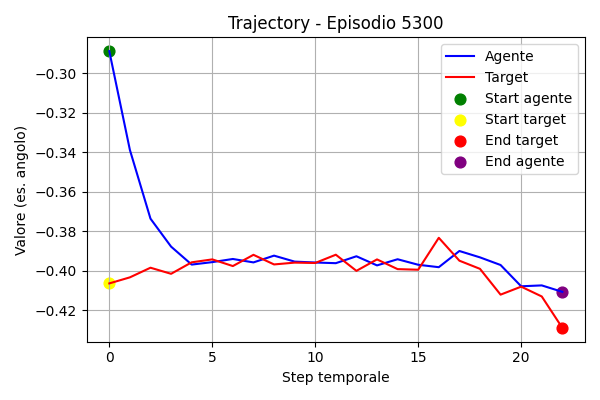 Trajectory - Episodio 5300
Agente
Target
Start agente
Start target
End target
End agente
Valore (es. angolo)
−0.30
−0.32
−0.34
−0.36
−0.38
−0.40
−0.42
0
5
10
15
20
Step temporale